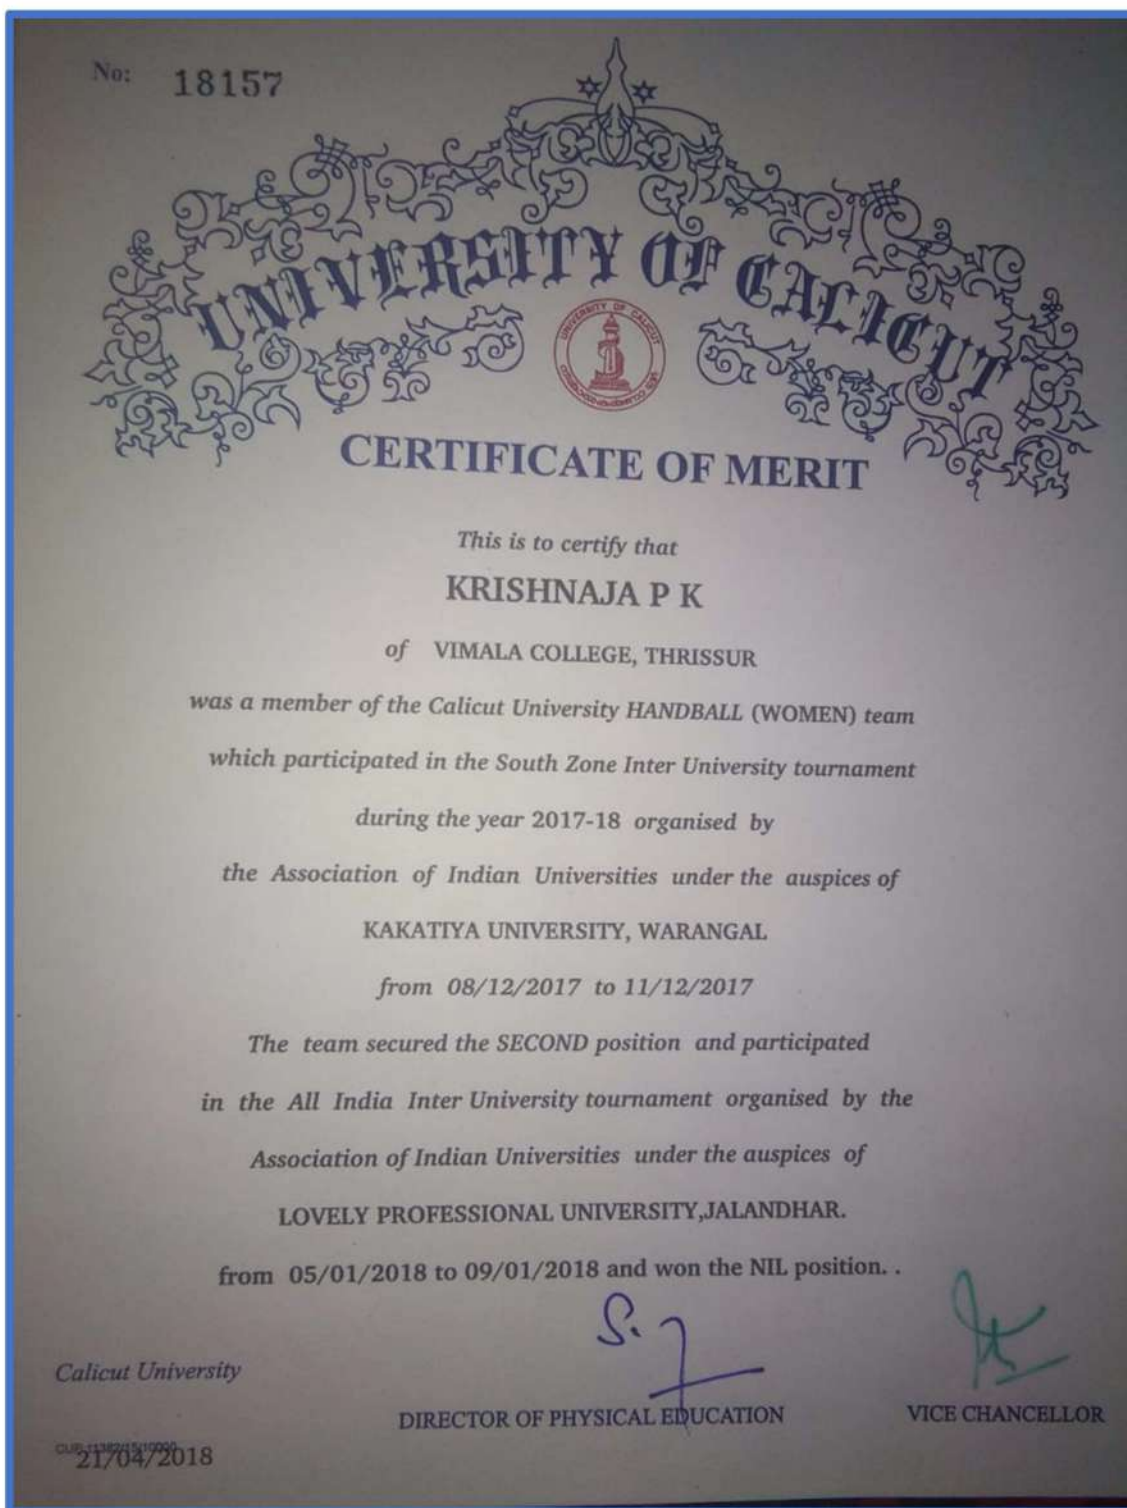 No: 18157
UNIVERSITY OF CALICUT
UNIVERSITY OF CALICUT
CERTIFICATE OF MERIT
This is to certify that
KRISHNAJA P K
of VIMALA COLLEGE, THRISSUR
was a member of the Calicut University HANDBALL (WOMEN) team
which participated in the South Zone Inter University tournament
during the year 2017-18 organised by
the Association of Indian Universities under the auspices of
KAKATIYA UNIVERSITY, WARANGAL
from 08/12/2017 to 11/12/2017
The team secured the SECOND position and participated
in the All India Inter University tournament organised by the
Association of Indian Universities under the auspices of
LOVELY PROFESSIONAL UNIVERSITY,JALANDHAR.
from 05/01/2018 to 09/01/2018 and won the NIL position. .
Calicut University
DIRECTOR OF PHYSICAL EDUCATION
VICE CHANCELLOR
21/04/2018